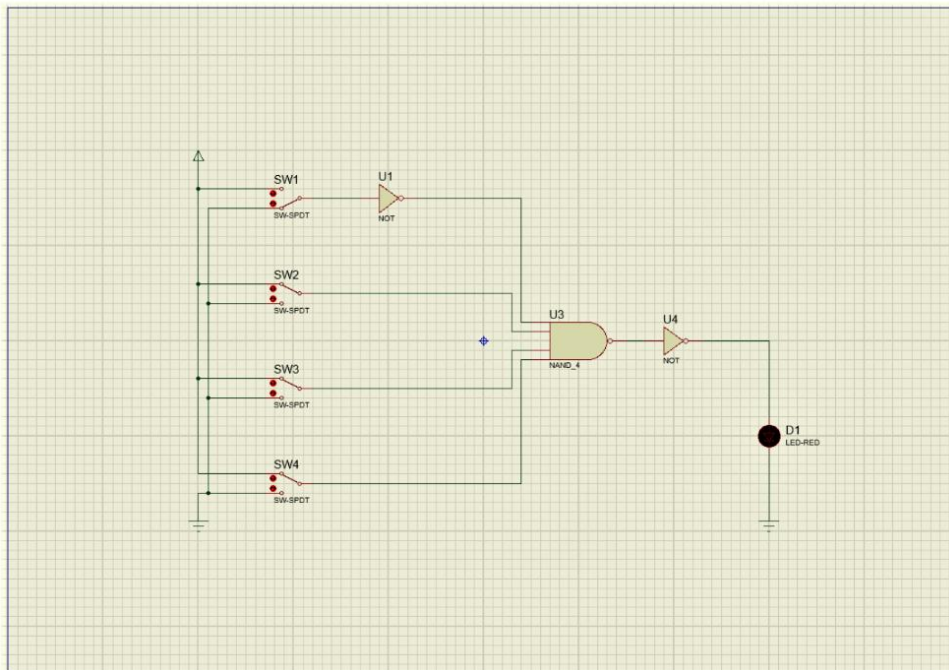 SW1
SW-SPDT
U1
NOT
SW2
SW-SPDT
U3
NAND_4
U4
NOT
SW3
SW-SPDT
D1
LED-RED
SW4
SW-SPDT